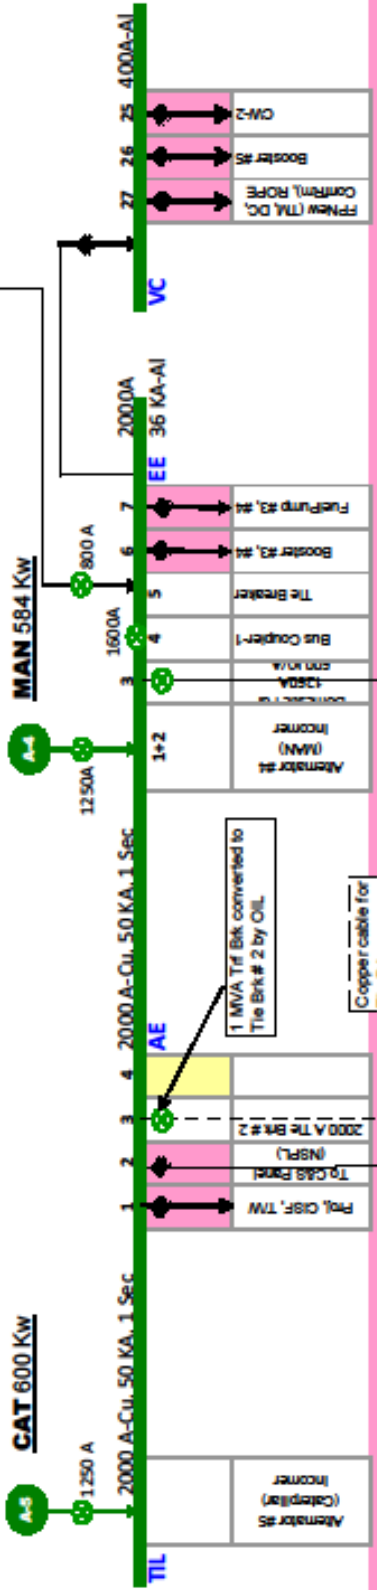 CAT 600 Kw
A-5
1250 A
TIL
2000 A-Cu, 50 KA, 1 Sec
Alternator #5
(Caterpillar)
Incomer
1
2
3
4
Proj, CISF, T/W
To C&S Panel
(NSPL)
2000 A Tie Brk # 2
AE
2000 A-Cu, 50 KA, 1 Sec
1 MVA Trf Brk converted to
Tie Brk # 2 by OIL
Copper cable for
MAN 584 Kw
A-4
1250A
1+2
3
4
5
6
7
1600A
800 A
Alternator #4
(MAN)
Incomer
1250A
Bus Coupler-1
Tie Breaker
Booster #3, #4
FuelPump #3, #4
EE
2000A
36 KA-Al
VC
27
26
25
400A-Al
FPNew (TM, DC,
ConfRm), ROPE
Booster #5
CW-2